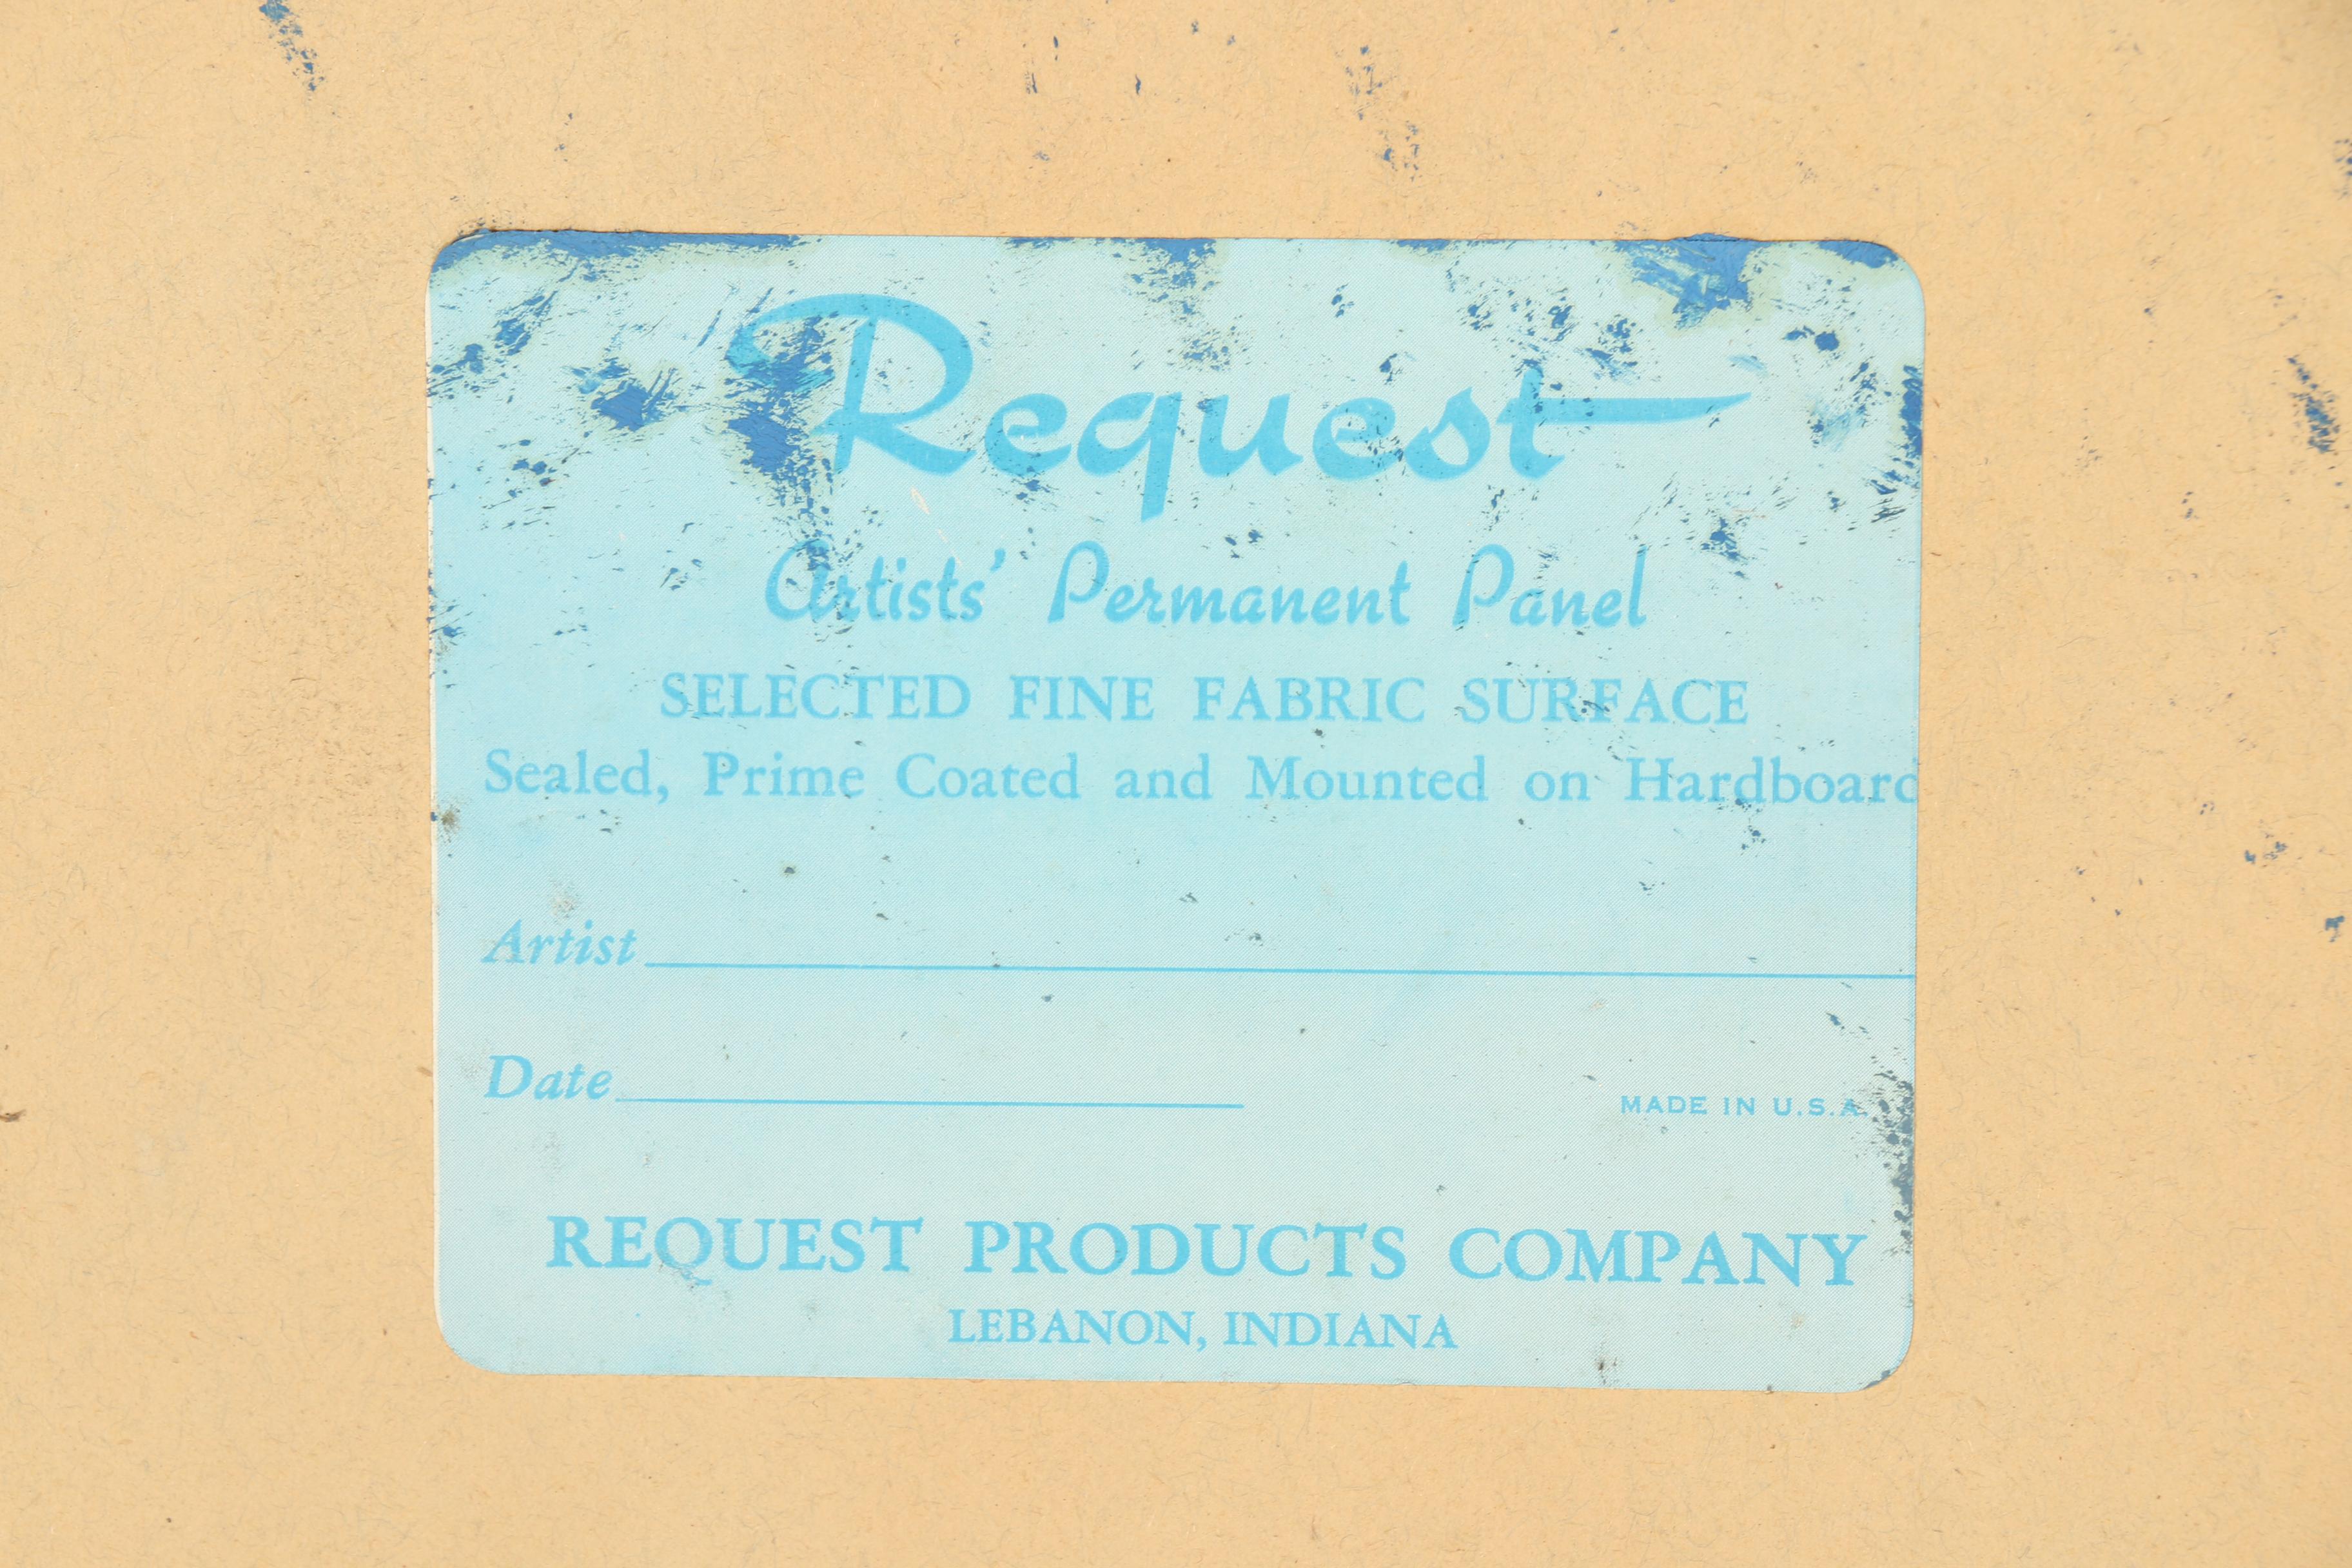 Request
Artists' Permanent Panel
SELECTED FINE FABRIC SURFACE
Sealed, Prime Coated and Mounted on Hardboard
Artist
Date
MADE IN U.S.A.
REQUEST PRODUCTS COMPANY
LEBANON, INDIANA